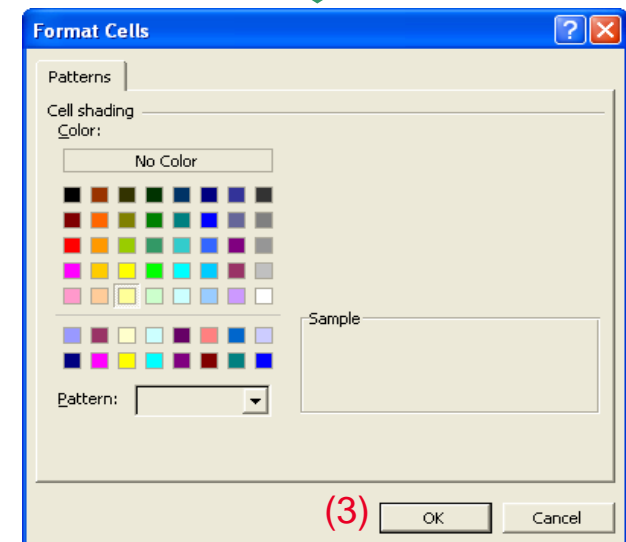 Format Cells
Patterns
Cell shading
Color:
No Color
Sample
Pattern:
(3) OK Cancel